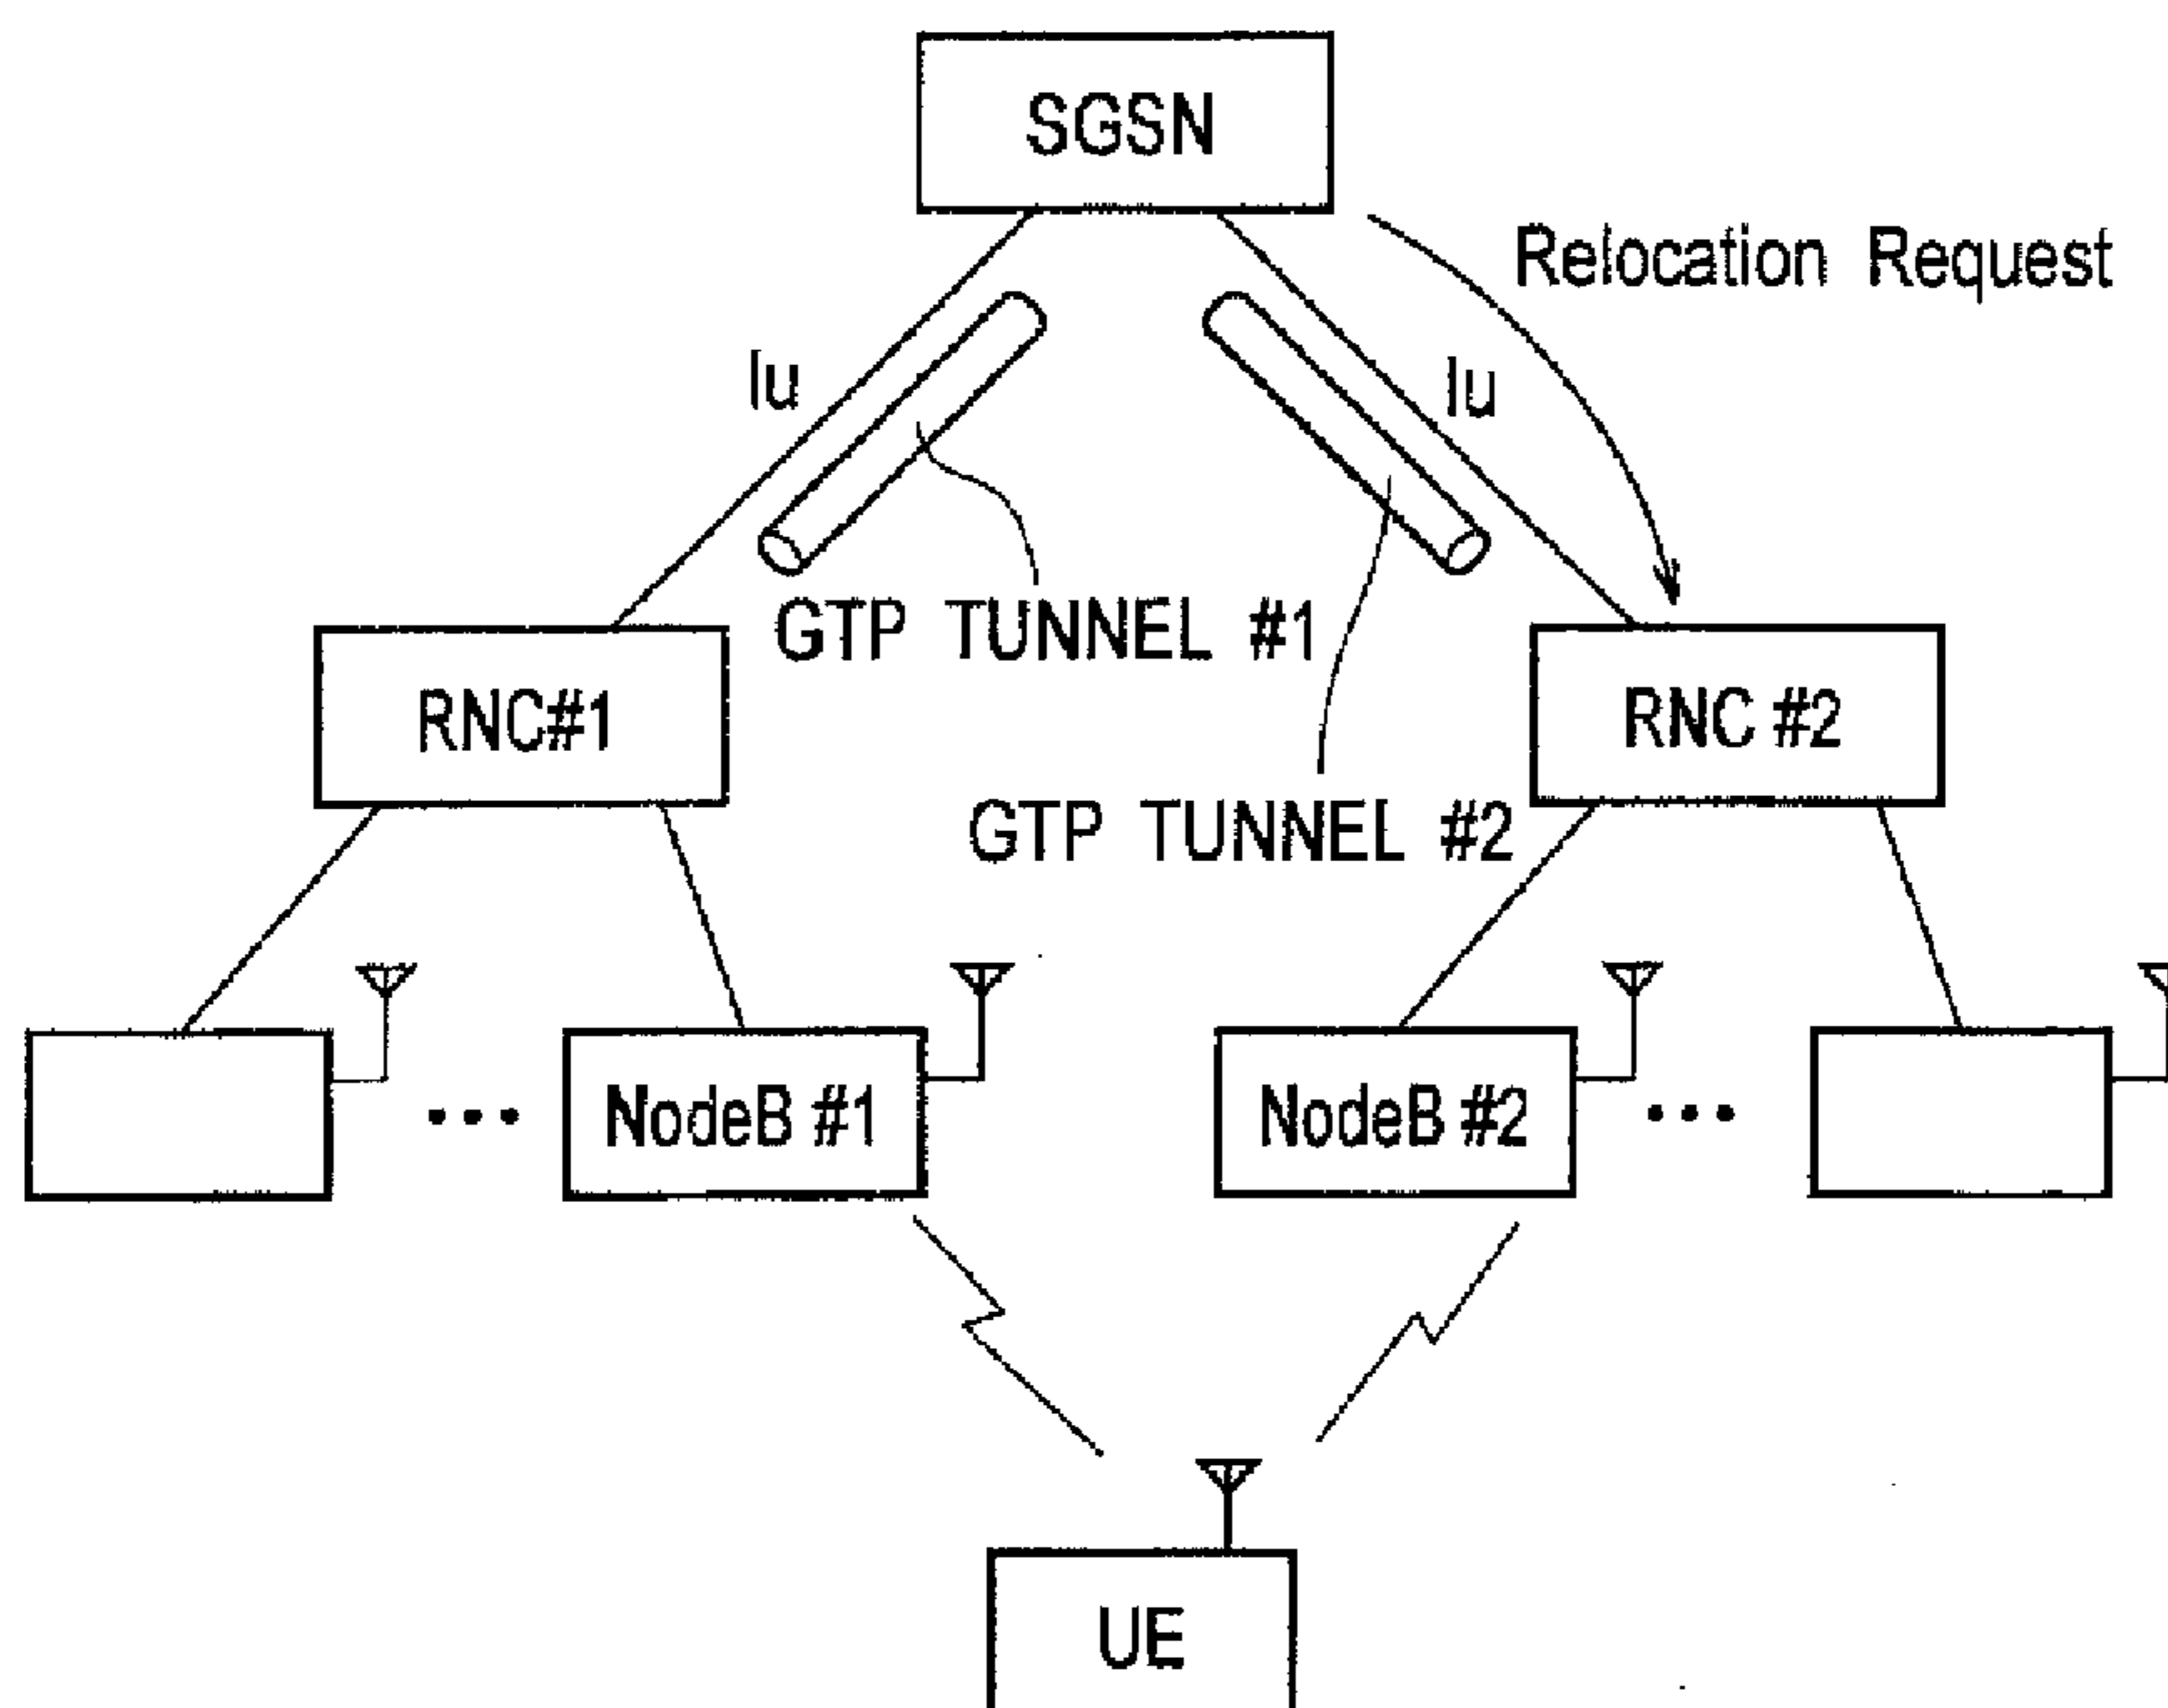 SGSN
Relocation Request
Iu
Iu
GTP TUNNEL #1
RNC#1
RNC #2
GTP TUNNEL #2
NodeB #1
NodeB #2
UE